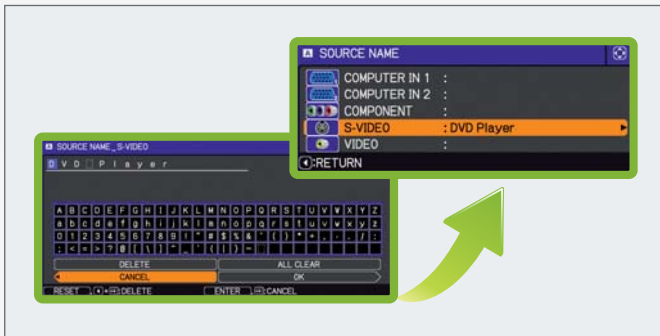 A SOURCE NAME
COMPUTER IN 1 :
COMPUTER IN 2 :
COMPONENT :
S-VIDEO : DVD Player
VIDEO :
:RETURN
A SOURCE NAME_S-VIDEO
D V D P l a y e r
A B C D E F G H I J K L M N O P Q R S T U V W X Y Z
a b c d e f g h i j k l m n o p q r s t u v w x y z
0 1 2 3 4 5 6 7 8 9 ! " # $ % & ' ( ) * + , - . / :
; < = > ? @ [ \ ] ^ _ ` { | } ~
DELETE ALL CLEAR
CANCEL OK
RESET , + :DELETE ENTER , :CANCEL